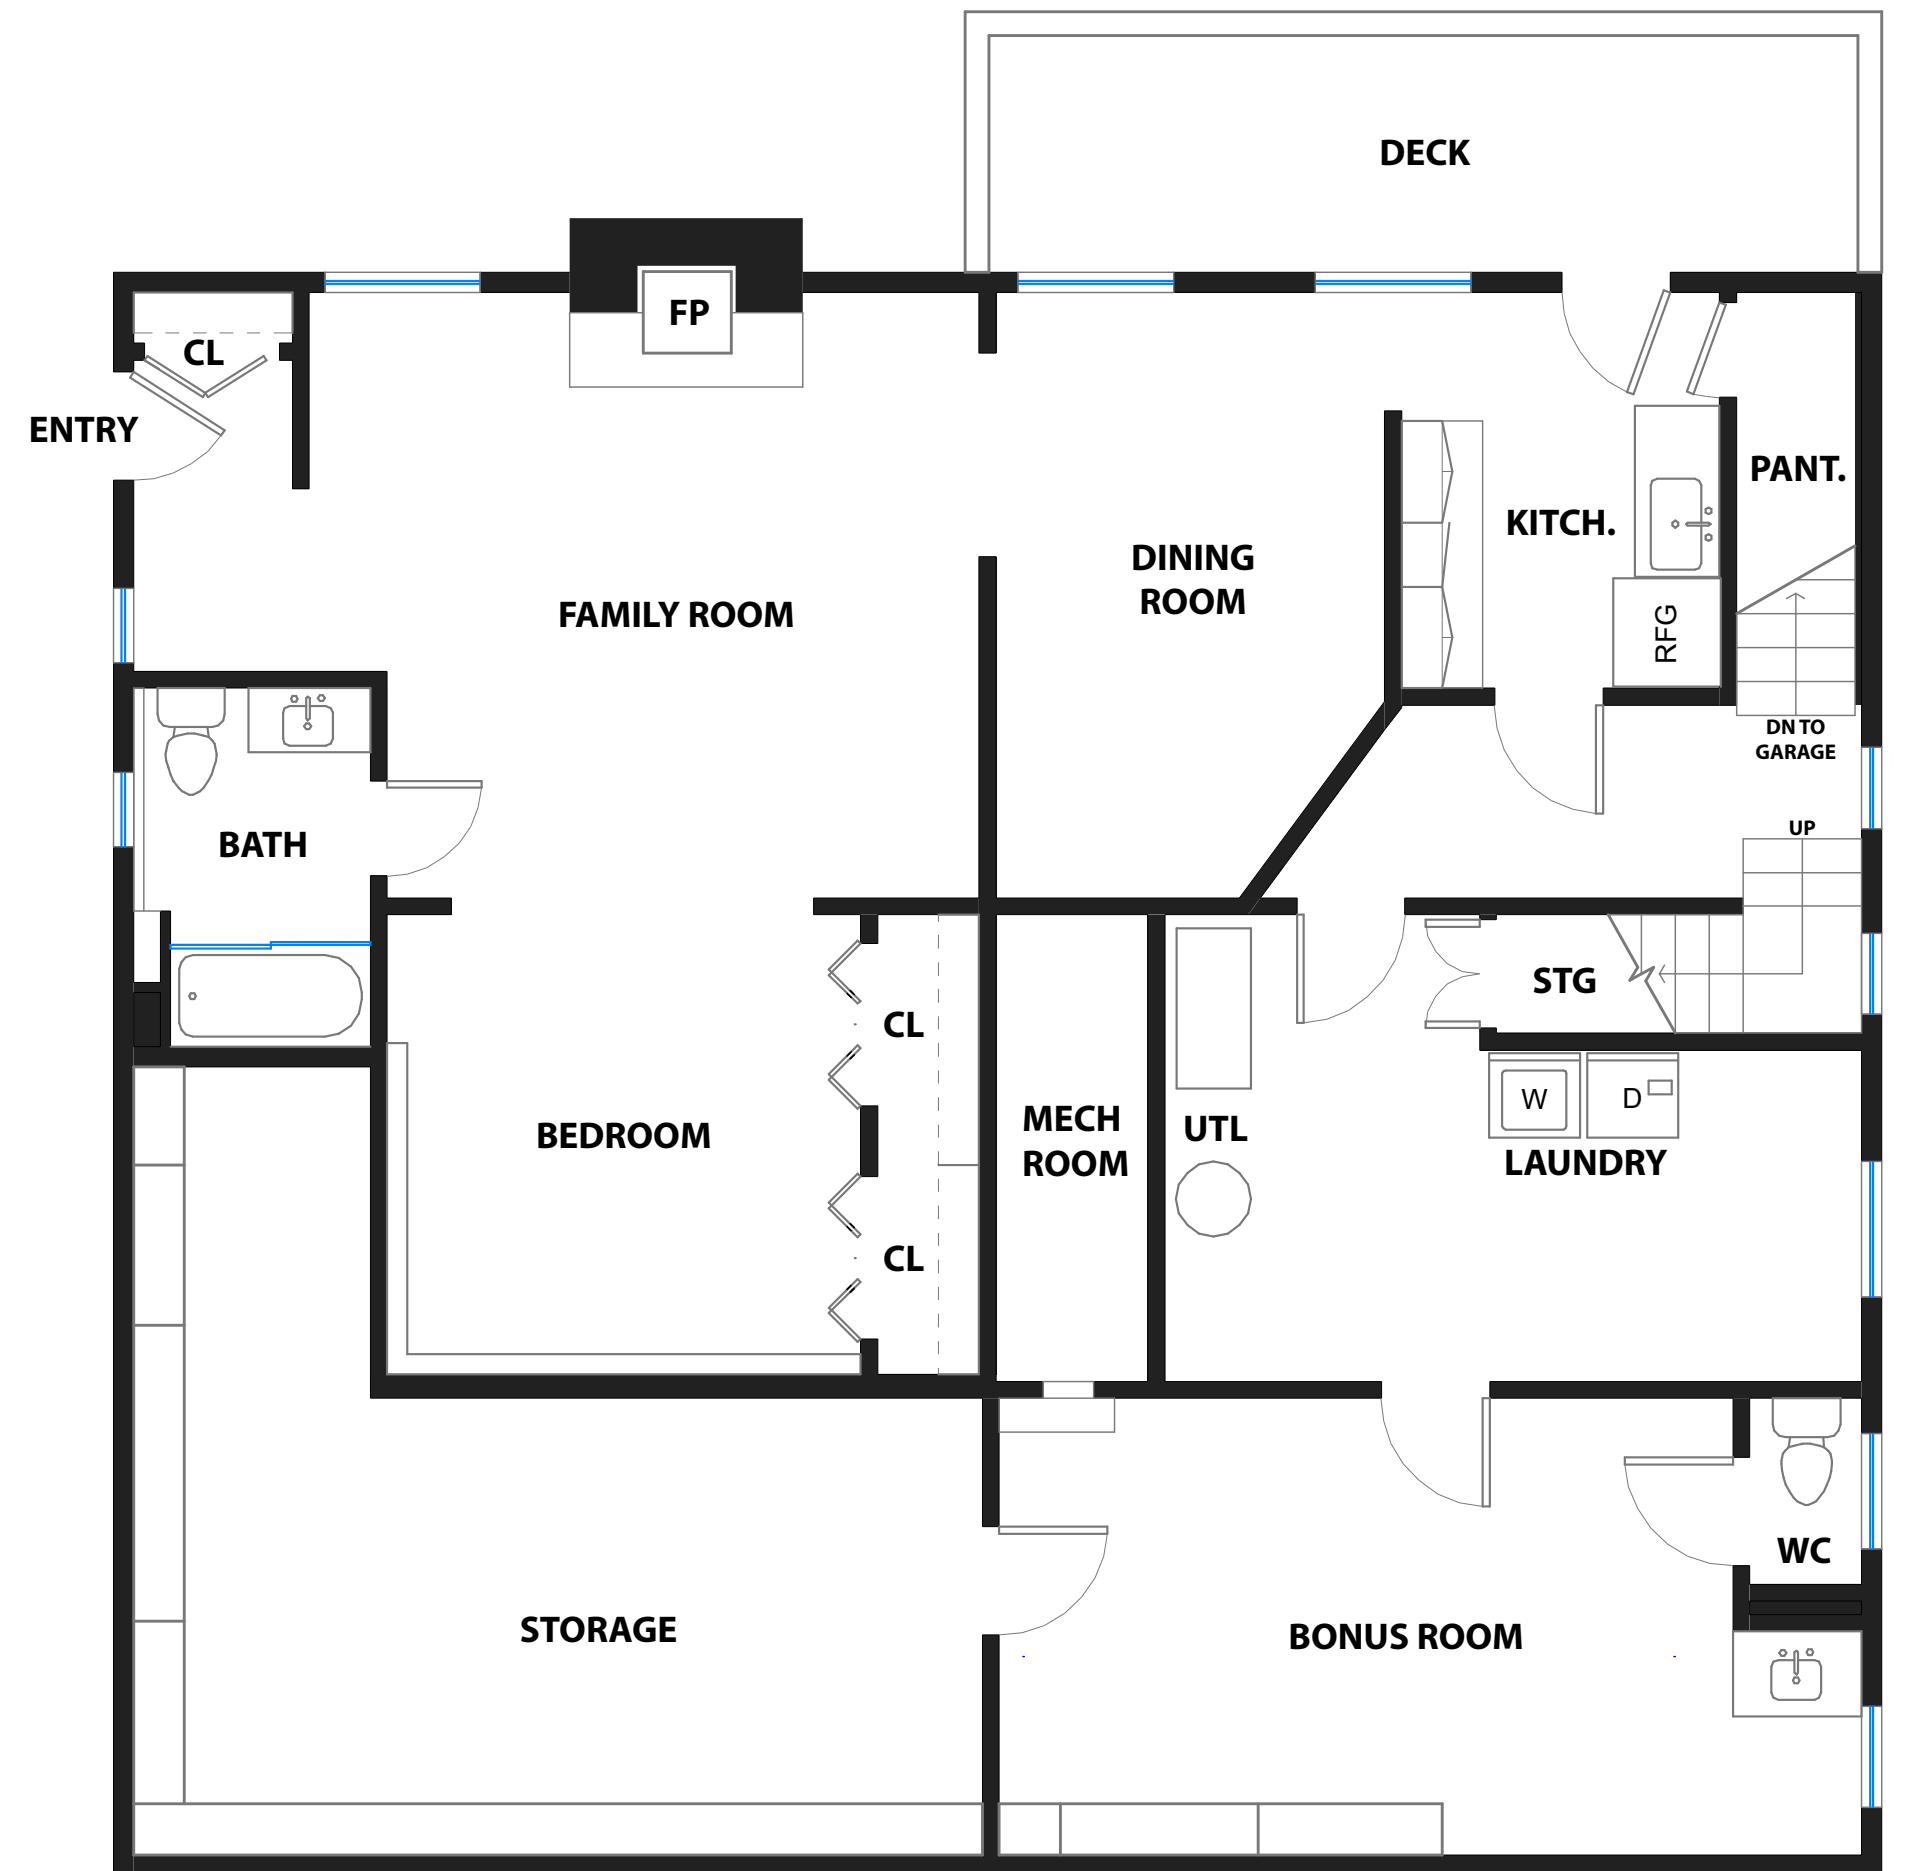 DECK
FP
CL
ENTRY
PANT.
KITCH.
DINING
ROOM
FAMILY ROOM
RFG
DN TO
GARAGE
UP
BATH
STG
CL
MECH
ROOM
UTL
W
D
BEDROOM
LAUNDRY
CL
WC
STORAGE
BONUS ROOM